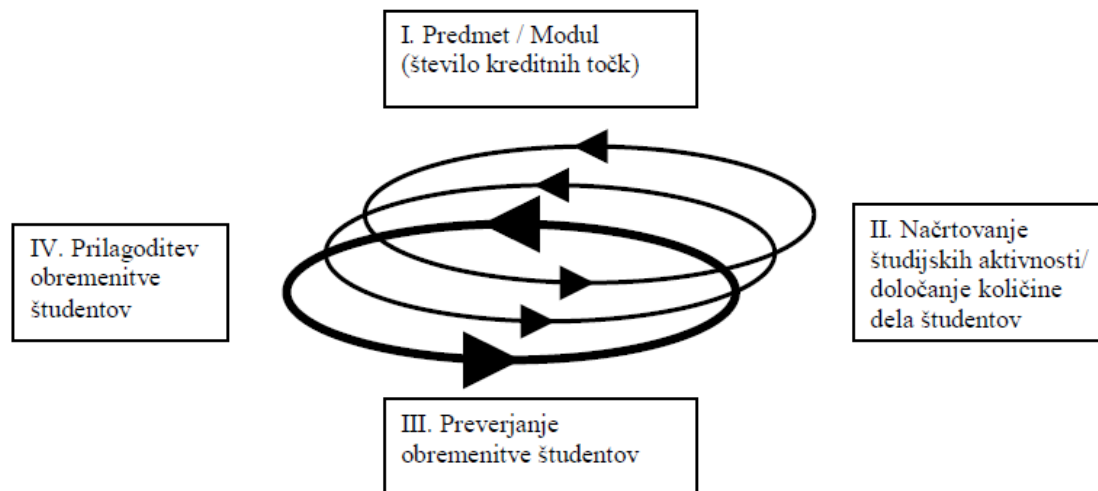 I. Predmet / Modul
(število kreditnih točk)
IV. Prilagoditev
obremenitve
študentov
II. Načrtovanje
študijskih aktivnosti/
določanje količine
dela študentov
III. Preverjanje
obremenitve študentov